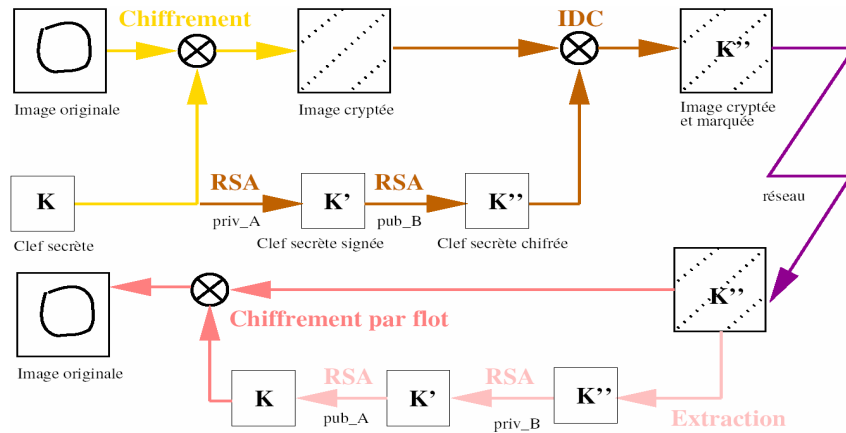 Chiffrement
IDC
K’’
Image originale
Image cryptée
Image cryptée
et marquée
RSA
RSA
K
K’
K’’
priv_A
pub_B
réseau
Clef secrète
Clef secrète signée
Clef secrète chifrée
K’’
Chiffrement par flot
Image originale
RSA
RSA
K
K’
K’’
pub_A
priv_B
Extraction